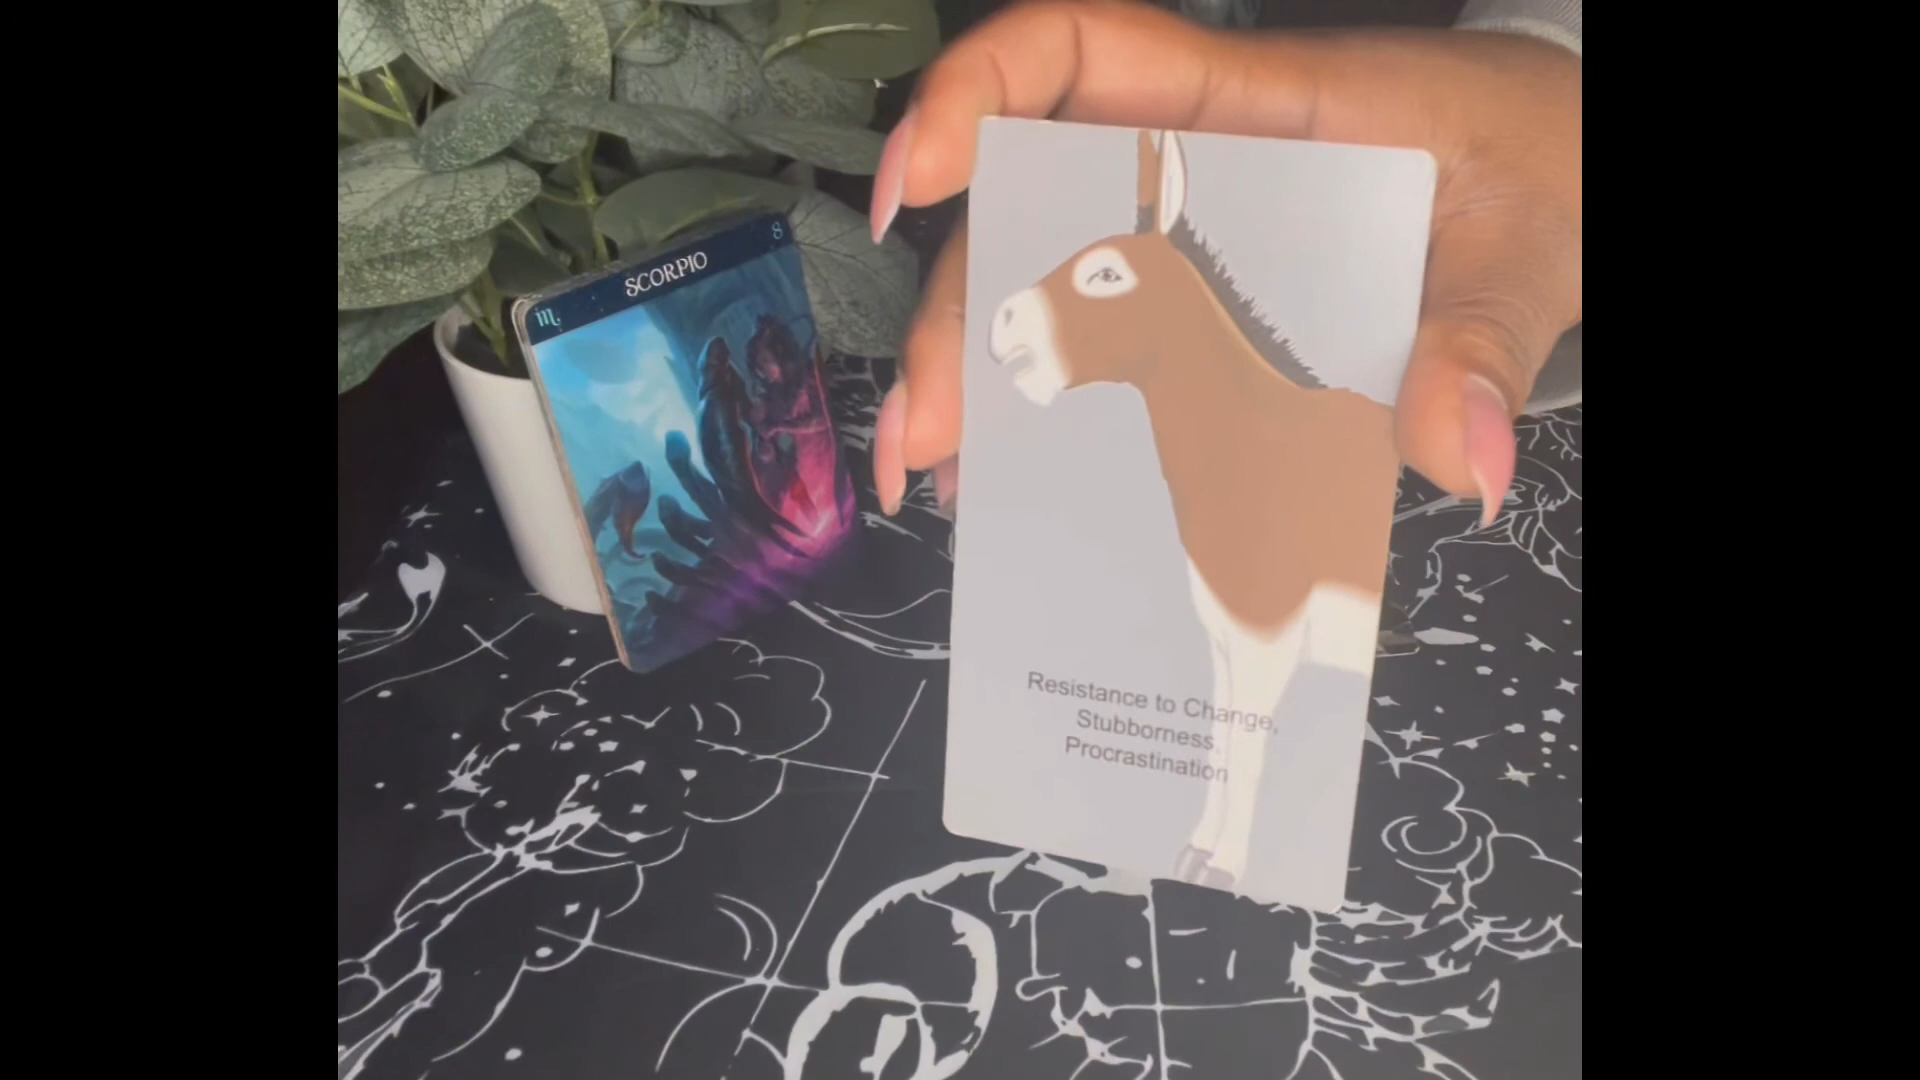 SCORPIO
8
♏
Resistance to Change,
Stubborness,
Procrastination